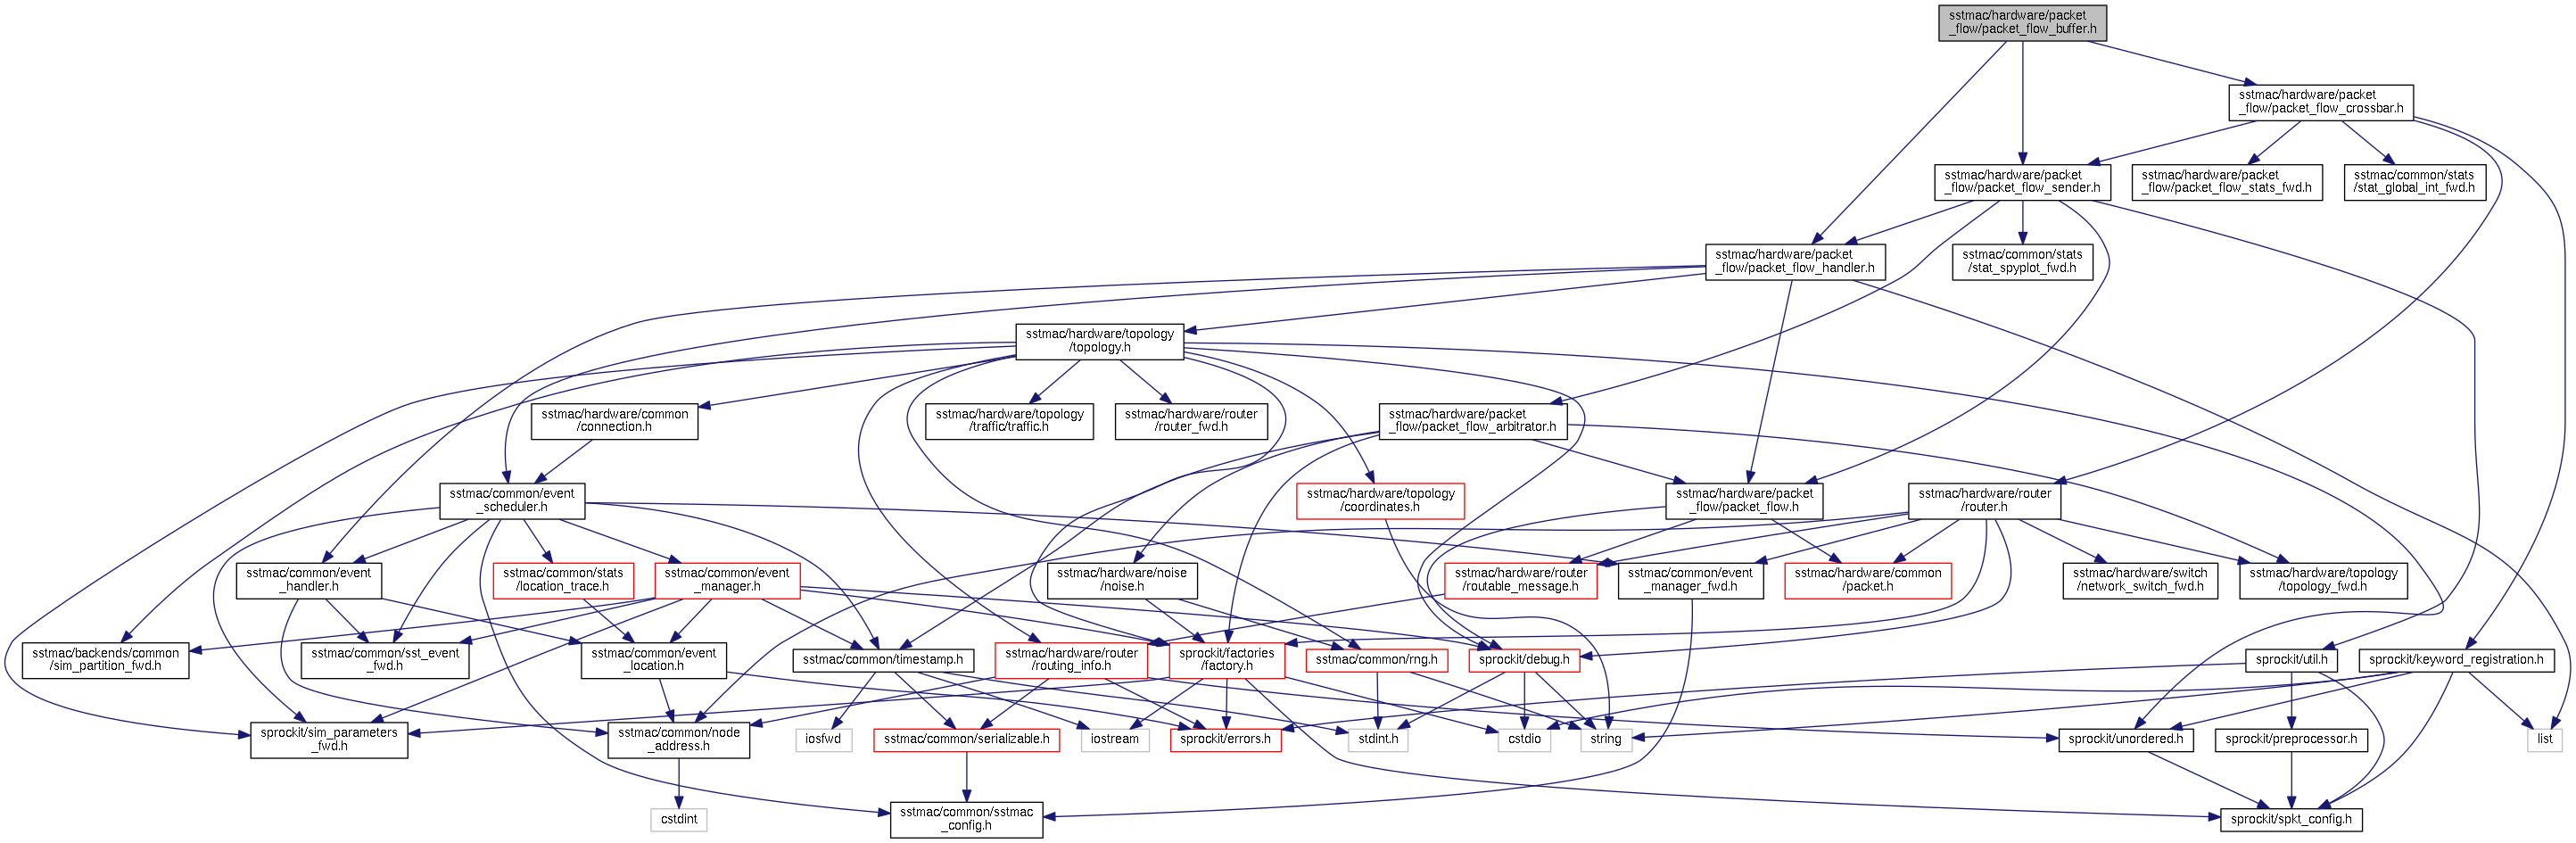 sstmac/hardware/packet
_flow/packet_flow_buffer.h
sstmac/hardware/packet
_flow/packet_flow_crossbar.h
sstmac/hardware/packet
_flow/packet_flow_sender.h
sstmac/hardware/packet
_flow/packet_flow_stats_fwd.h
sstmac/common/stats
/stat_global_int_fwd.h
sstmac/hardware/packet
_flow/packet_flow_handler.h
sstmac/common/stats
/stat_spyplot_fwd.h
sstmac/hardware/topology
/topology.h
sstmac/hardware/common
/connection.h
sstmac/hardware/topology
/traffic/traffic.h
sstmac/hardware/router
/router_fwd.h
sstmac/hardware/packet
_flow/packet_flow_arbitrator.h
sstmac/common/event
_scheduler.h
sstmac/hardware/topology
/coordinates.h
sstmac/hardware/packet
_flow/packet_flow.h
sstmac/hardware/router
/router.h
sstmac/common/event
_handler.h
sstmac/common/stats
/location_trace.h
sstmac/common/event
_manager.h
sstmac/hardware/noise
/noise.h
sstmac/hardware/router
/routable_message.h
sstmac/common/event
_manager_fwd.h
sstmac/hardware/common
/packet.h
sstmac/hardware/switch
/network_switch_fwd.h
sstmac/hardware/topology
/topology_fwd.h
sstmac/backends/common
/sim_partition_fwd.h
sstmac/common/sst_event
_fwd.h
sstmac/common/event
_location.h
sstmac/common/timestamp.h
sstmac/hardware/router
/routing_info.h
sprockit/factories
/factory.h
sstmac/common/rng.h
sprockit/debug.h
sprockit/util.h
sprockit/keyword_registration.h
sprockit/sim_parameters
_fwd.h
sstmac/common/node
_address.h
iosfwd
sstmac/common/serializable.h
iostream
sprockit/errors.h
stdint.h
cstdio
string
sprockit/unordered.h
sprockit/preprocessor.h
list
cstdint
sstmac/common/sstmac
_config.h
sprockit/spkt_config.h